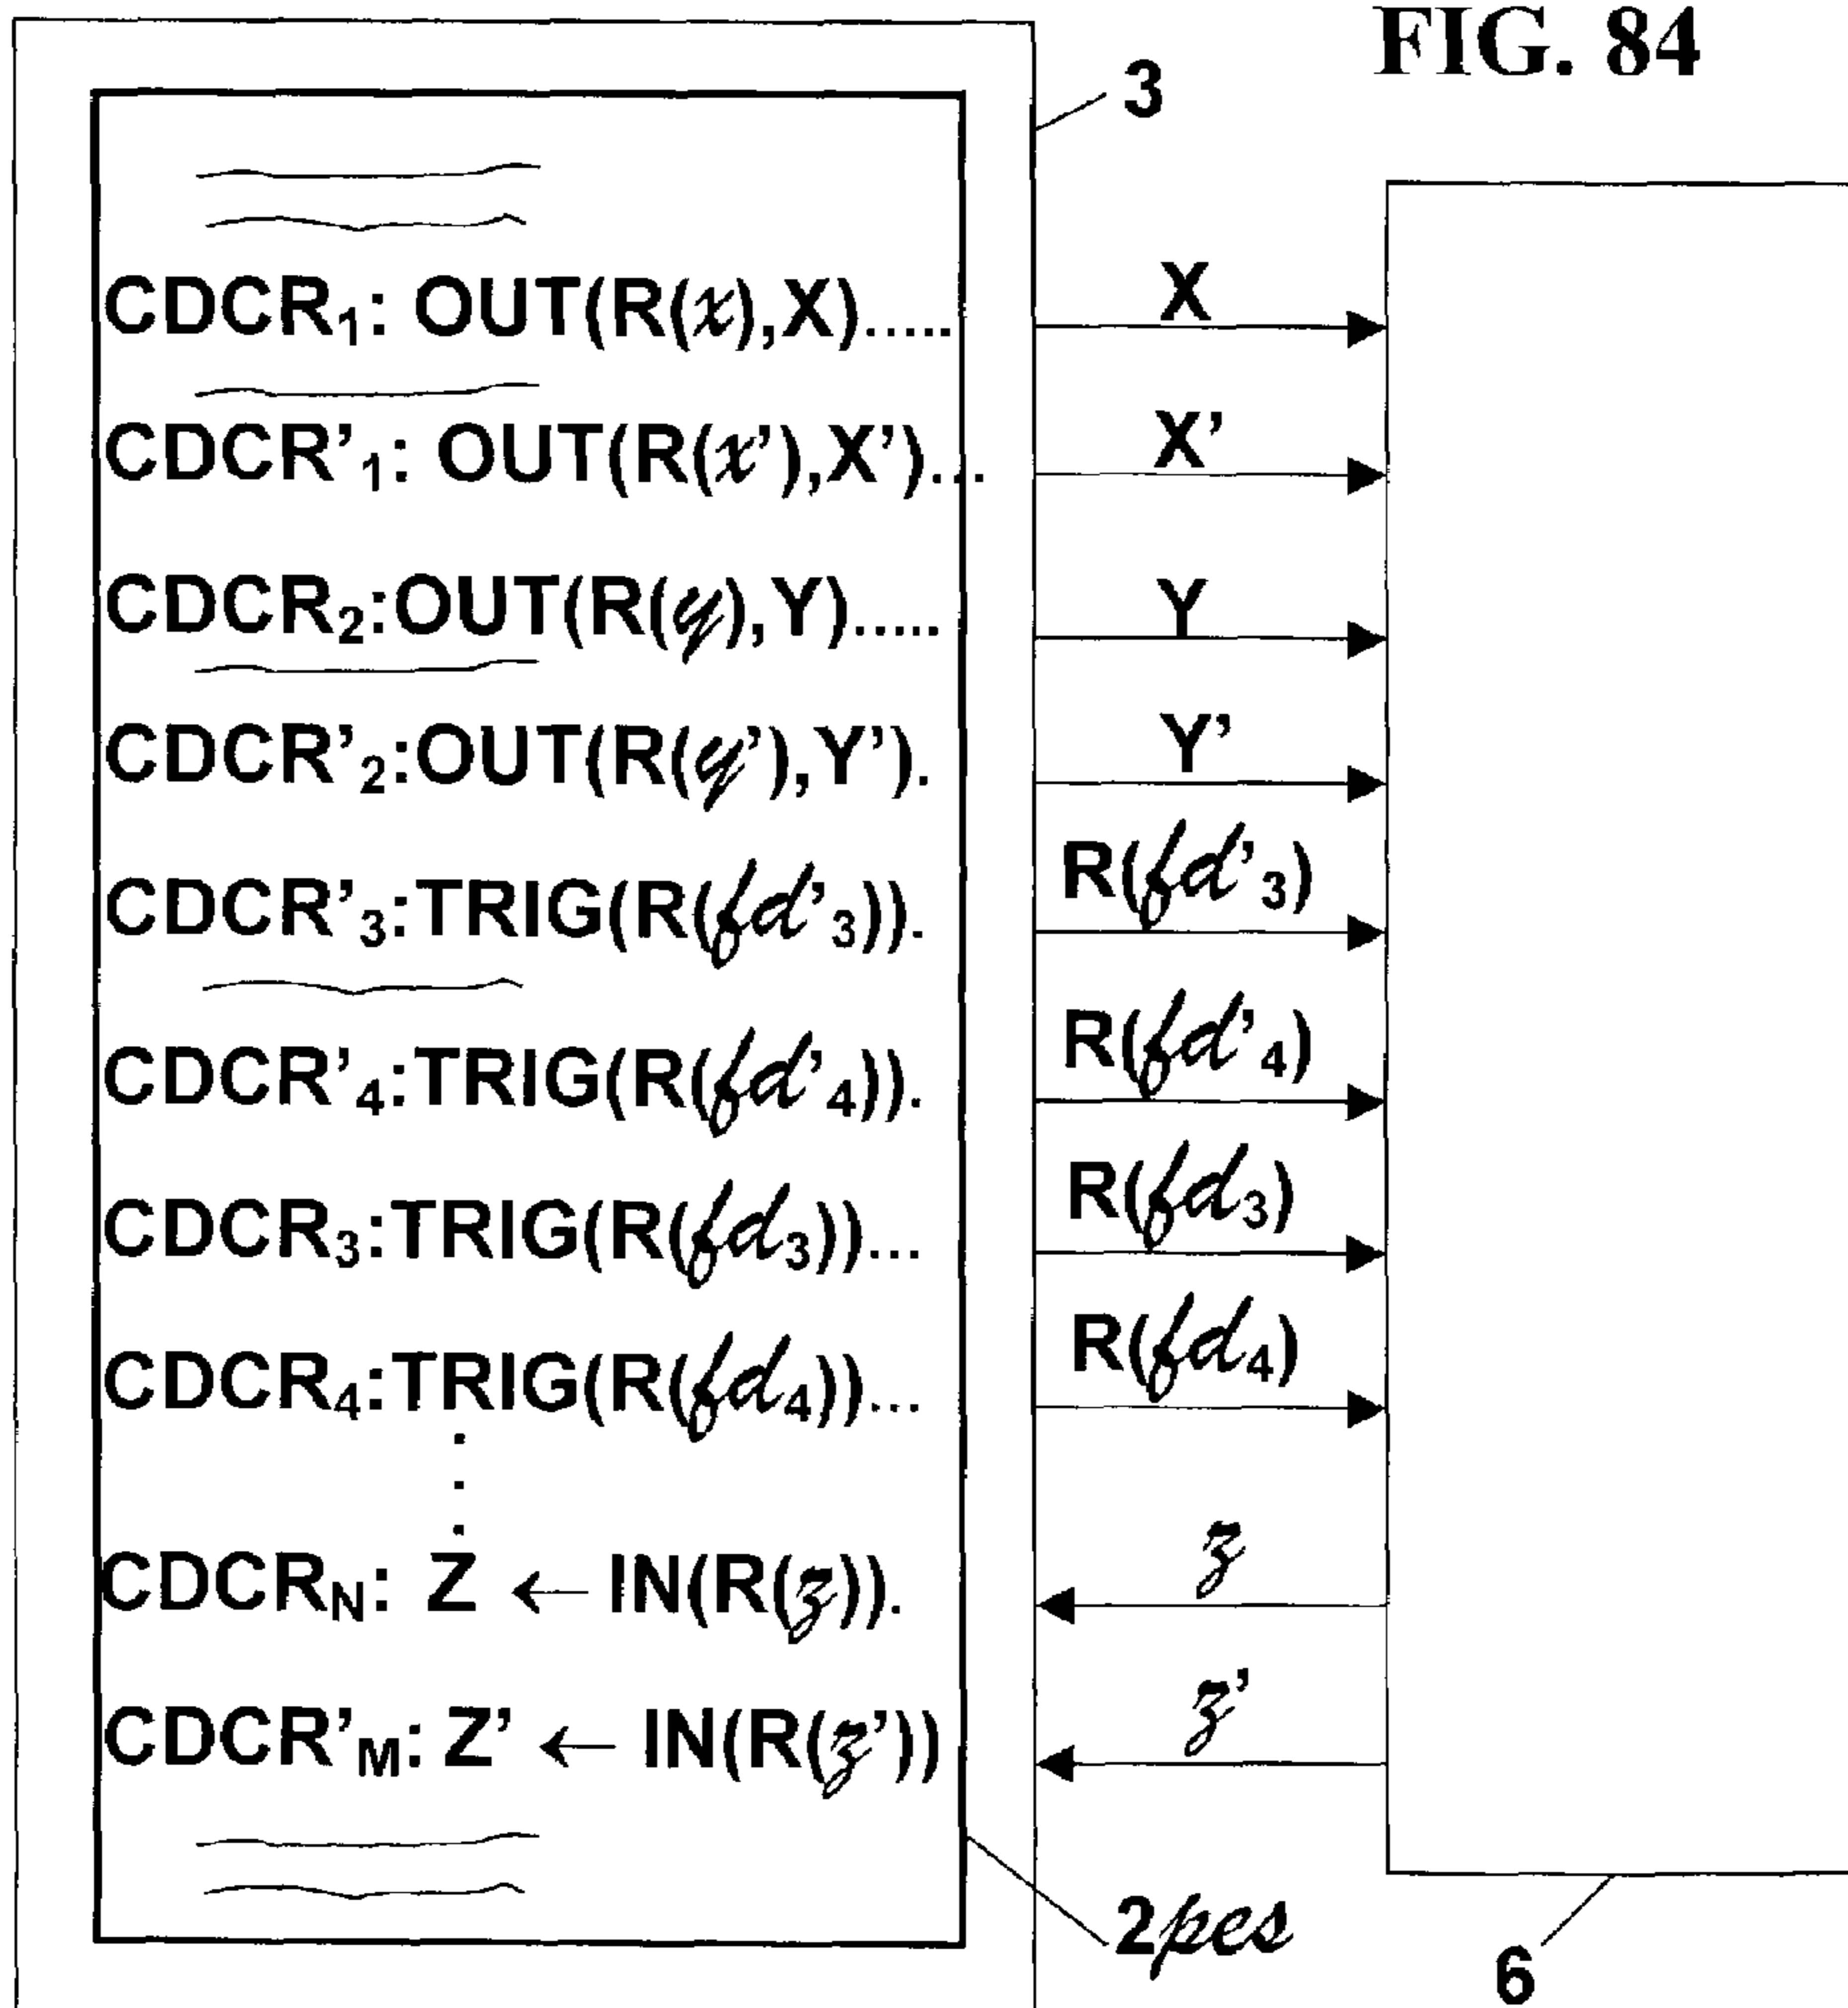 FIG. 84
3
CDCR₁: OUT(R(x),X).....
X
CDCR'₁: OUT(R(x'),X')...
X'
CDCR₂:OUT(R(y),Y).....
Y
CDCR'₂:OUT(R(y'),Y').
Y'
CDCR'₃:TRIG(R(fd'₃)).
R(fd'₃)
CDCR'₄:TRIG(R(fd'₄)).
R(fd'₄)
CDCR₃:TRIG(R(fd₃))...
R(fd₃)
CDCR₄:TRIG(R(fd₄))...
R(fd₄)
CDCR_N: Z ← IN(R(z)).
z
CDCR'_M: Z' ← IN(R(z'))
z'
2pes
6